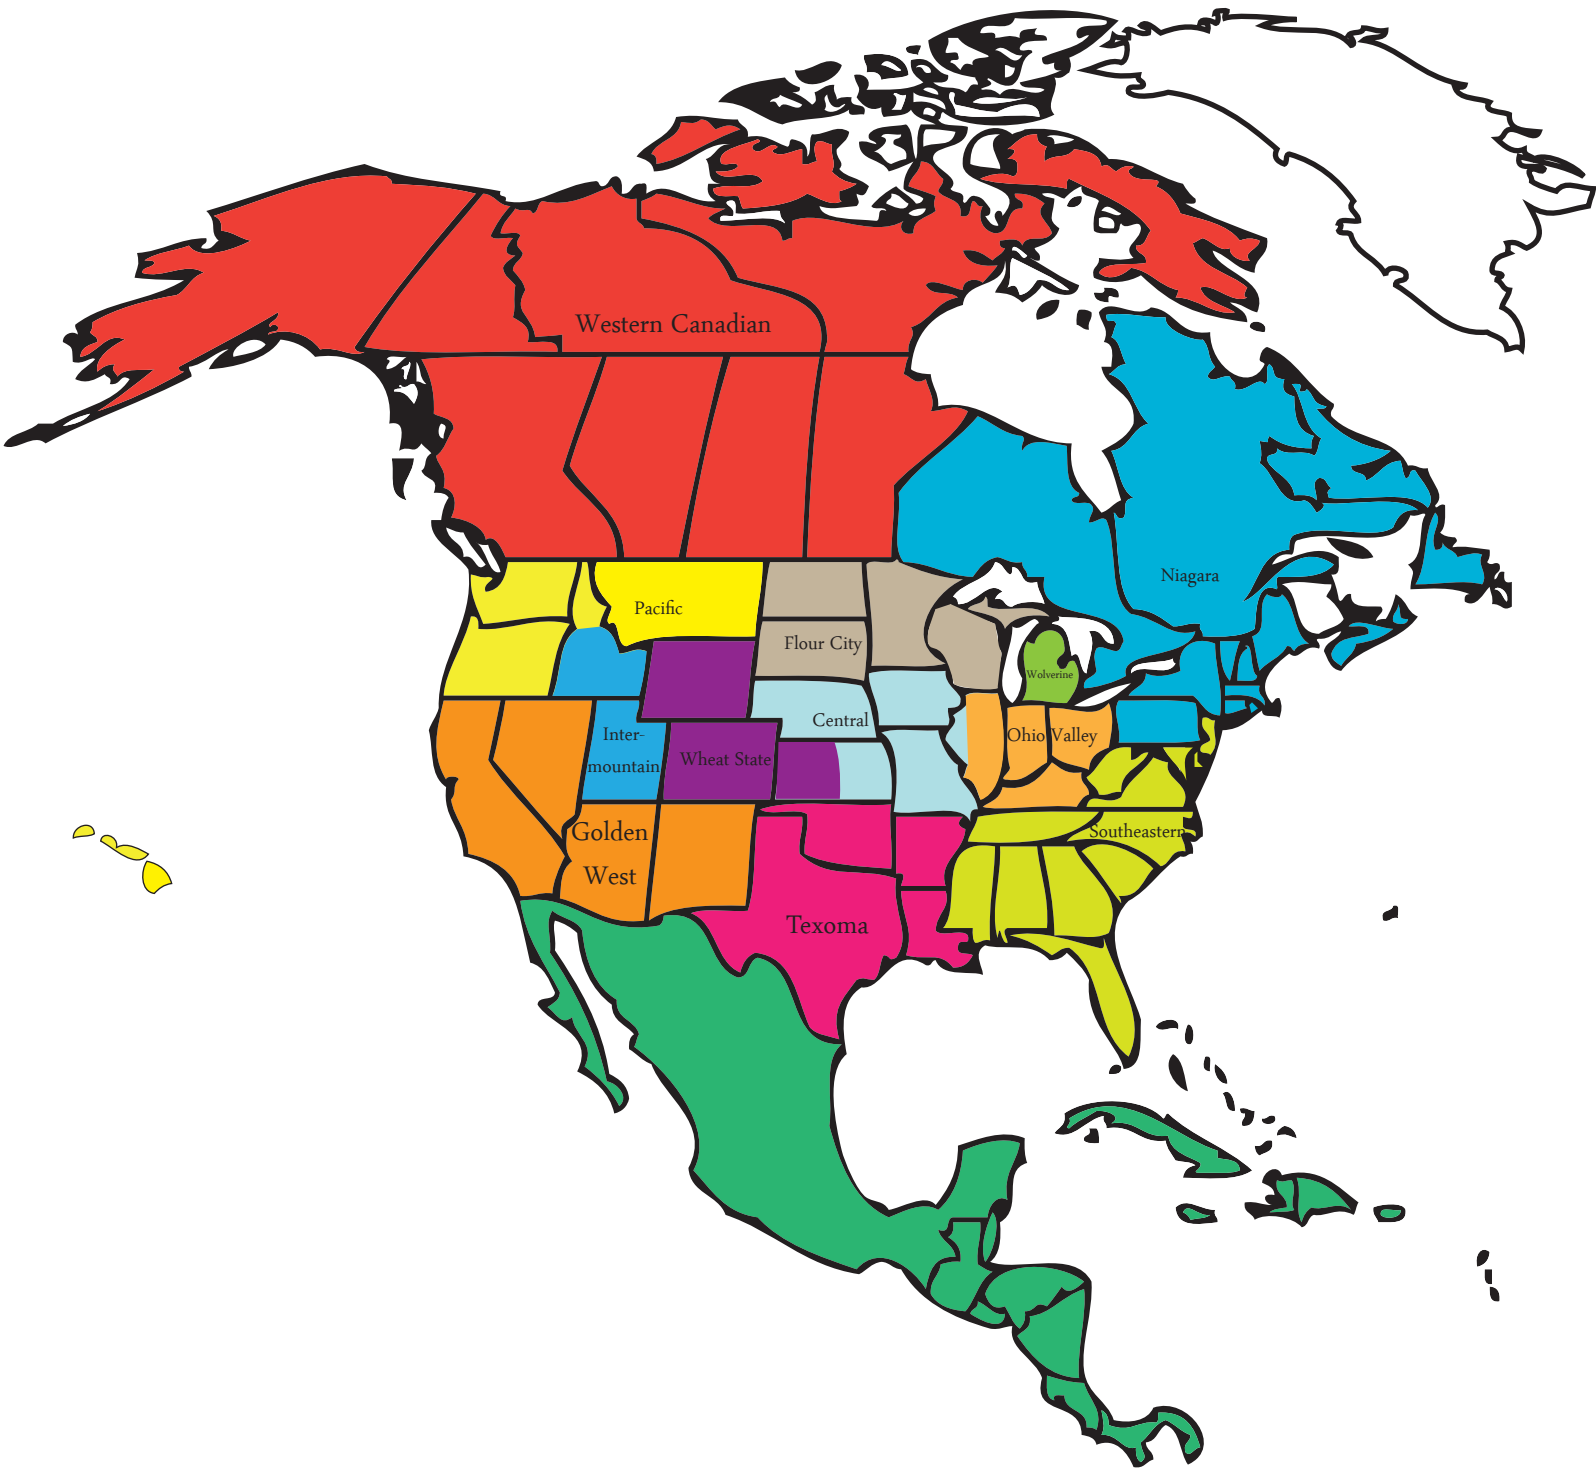 Western Canadian
Niagara
Pacific
Flour City
Wolverine
Central
Inter-
mountain
Wheat State
Ohio Valley
Golden
West
Southeastern
Texoma